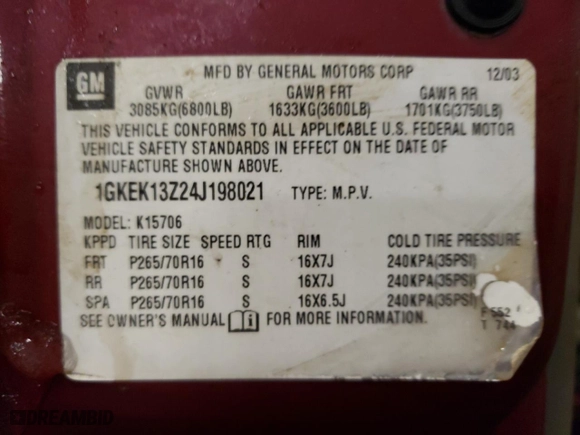 GM
MFD BY GENERAL MOTORS CORP 12/03
GVWR GAWR FRT GAWR RR
3085KG(6800LB) 1633KG(3600LB) 1701KG(3750LB)
THIS VEHICLE CONFORMS TO ALL APPLICABLE U.S. FEDERAL MOTOR
VEHICLE SAFETY STANDARDS IN EFFECT ON THE DATE OF
MANUFACTURE SHOWN ABOVE.
1GKEK13Z24J198021 TYPE: M.P.V.
MODEL: K15706
KPPD TIRE SIZE SPEED RTG RIM COLD TIRE PRESSURE
FRT P265/70R16 S 16X7J 240KPA(35PSI)
RR P265/70R16 S 16X7J 240KPA(35PSI)
SPA P265/70R16 S 16X6.5J 240KPA(35PSI)
SEE OWNER'S MANUAL FOR MORE INFORMATION.
F 552
T 744
DREAMBID